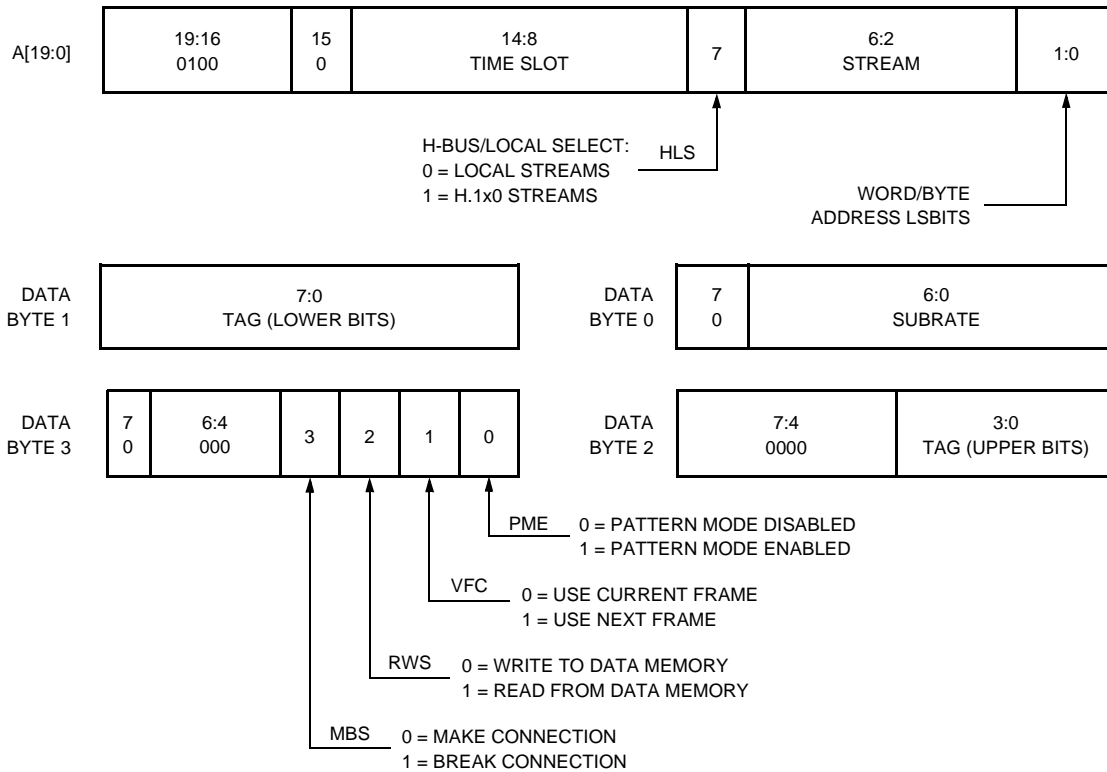 A[19:0]
19:16
0100
15
0
14:8
TIME SLOT
7
6:2
STREAM
1:0
H-BUS/LOCAL SELECT:
0 = LOCAL STREAMS
1 = H.1x0 STREAMS
HLS
WORD/BYTE
ADDRESS LSBITS
DATA
BYTE 1
7:0
TAG (LOWER BITS)
DATA
BYTE 0
7
0
6:0
SUBRATE
DATA
BYTE 3
7
0
6:4
000
3
2
1
0
DATA
BYTE 2
7:4
0000
3:0
TAG (UPPER BITS)
PME
0 = PATTERN MODE DISABLED
1 = PATTERN MODE ENABLED
VFC
0 = USE CURRENT FRAME
1 = USE NEXT FRAME
RWS
0 = WRITE TO DATA MEMORY
1 = READ FROM DATA MEMORY
MBS
0 = MAKE CONNECTION
1 = BREAK CONNECTION